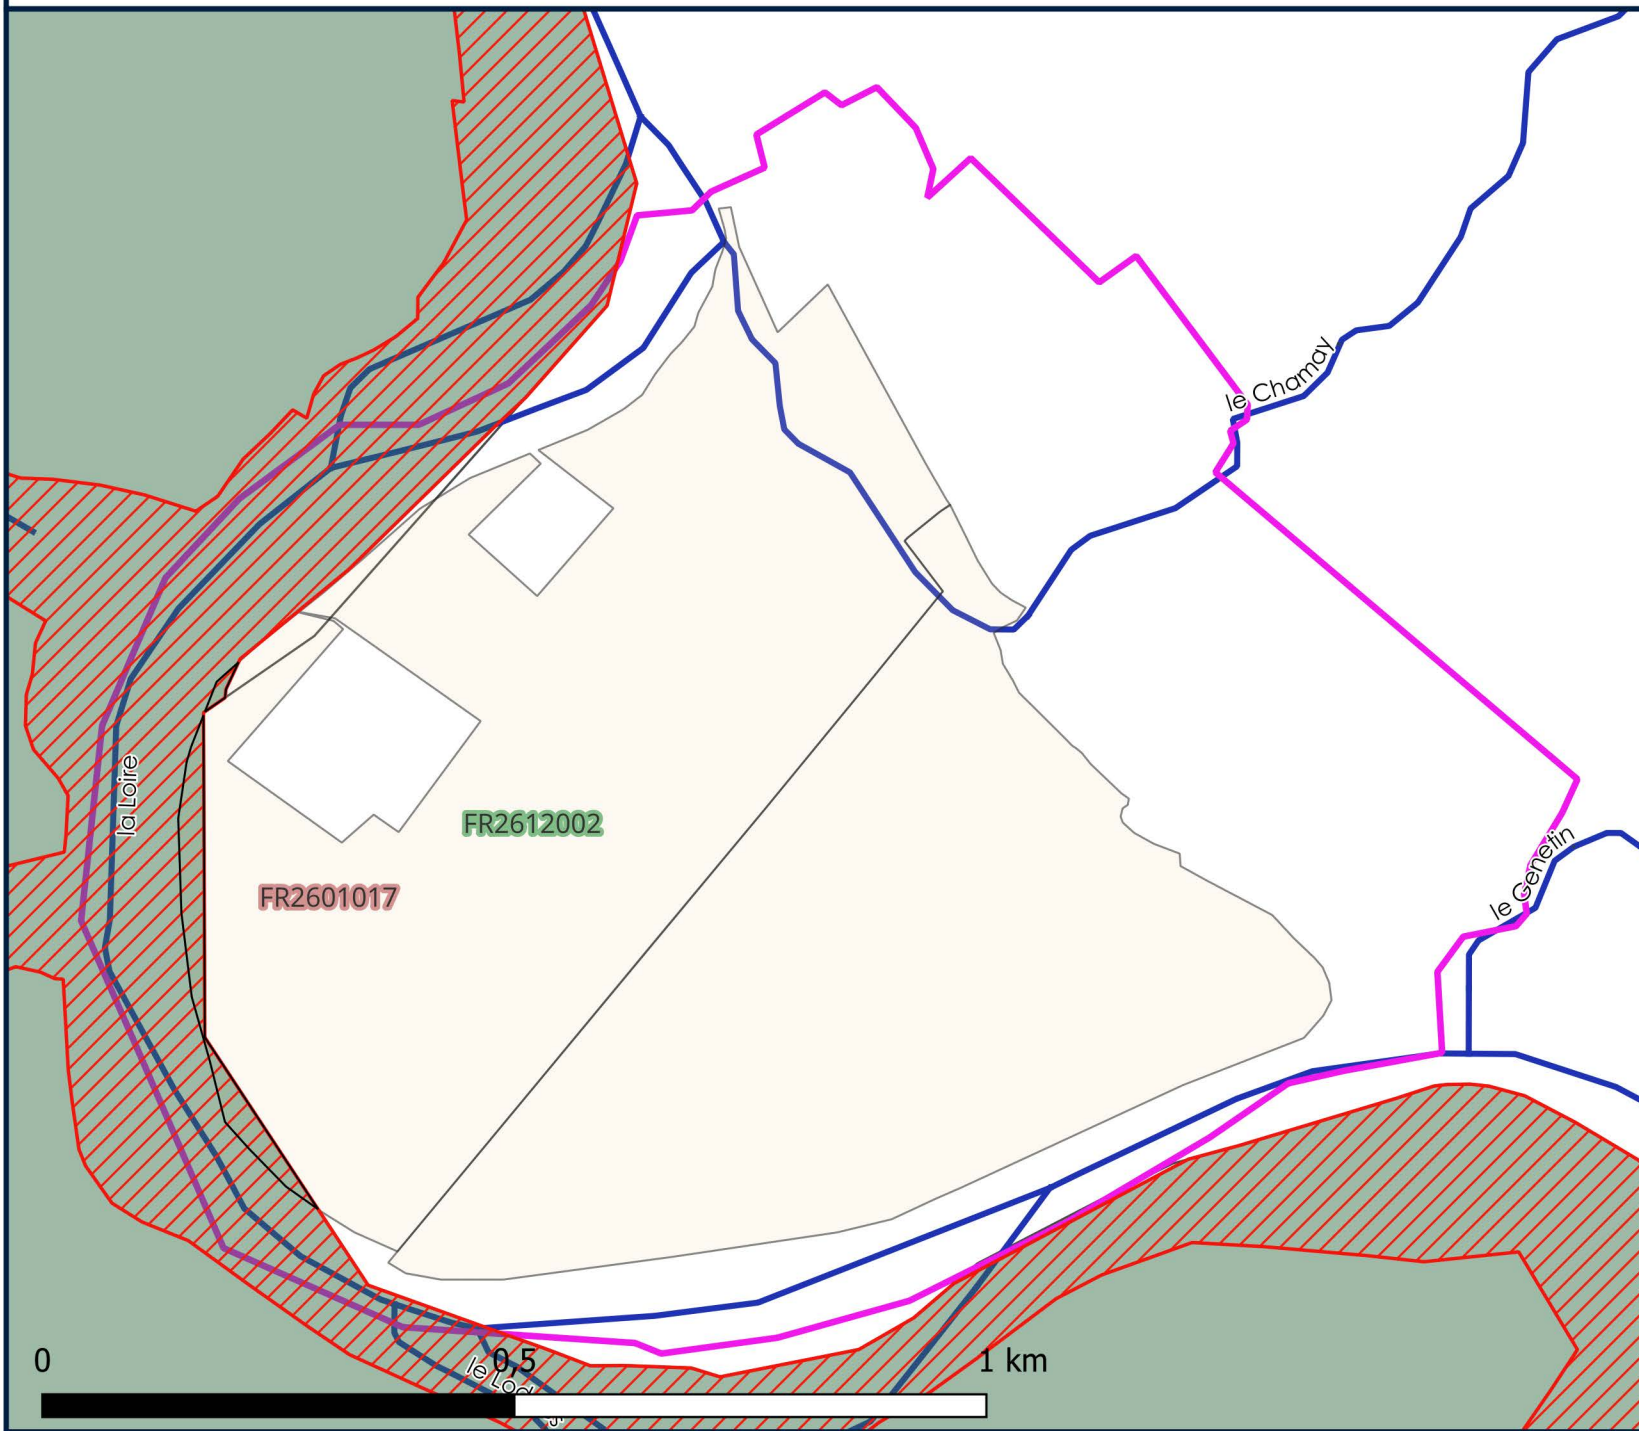 le Chamay
la Loire
FR2612002
le Genetin
FR2601017
0
0,5
1 km